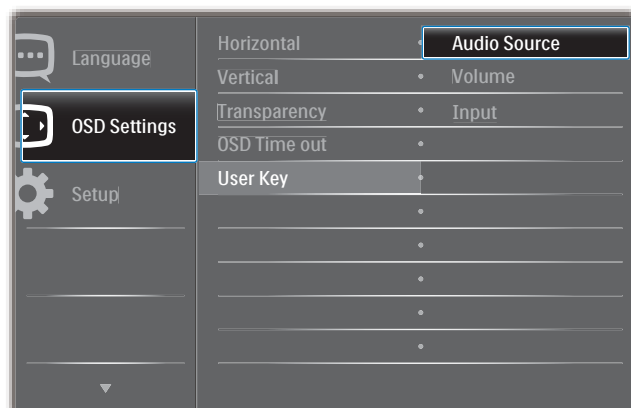 Language
OSD Settings
Setup
Horizontal
Vertical
Transparency
OSD Time out
User Key
Audio Source
Volume
Input